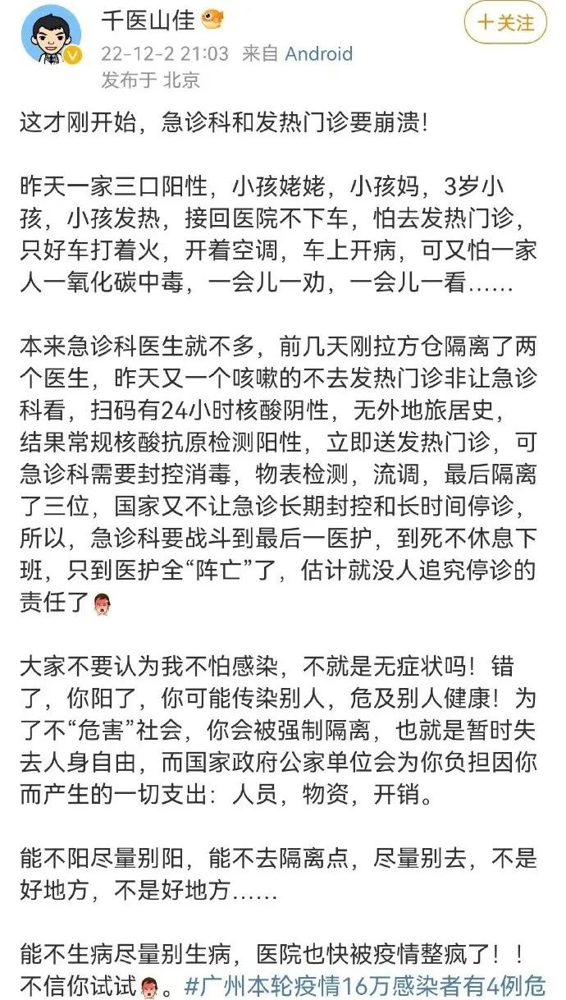 千医山佳
+关注
22-12-2 21:03 来自 Android
发布于 北京
这才刚开始，急诊科和发热门诊要崩溃！
昨天一家三口阳性，小孩姥姥，小孩妈，3岁小
孩，小孩发热，接回医院不下车，怕去发热门诊，
只好车打着火，开着空调，车上开病，可又怕一家
人一氧化碳中毒，一会儿一劝，一会儿一看……
本来急诊科医生就不多，前几天刚拉方仓隔离了两
个医生，昨天又一个咳嗽的不去发热门诊非让急诊
科看，扫码有24小时核酸阴性，无外地旅居史，
结果常规核酸抗原检测阳性，立即送发热门诊，可
急诊科需要封控消毒，物表检测，流调，最后隔离
了三位，国家又不让急诊长期封控和长时间停诊，
所以，急诊科要战斗到最后一医护，到死不休息下
班，只到医护全“阵亡”了，估计就没人追究停诊的
责任了
大家不要认为我不怕感染，不就是无症状吗！错
了，你阳了，你可能传染别人，危及别人健康！为
了不“危害”社会，你会被强制隔离，也就是暂时失
去人身自由，而国家政府公家单位会为你负担因你
而产生的一切支出：人员，物资，开销。
能不阳尽量别阳，能不去隔离点，尽量别去，不是
好地方，不是好地方……
能不生病尽量别生病，医院也快被疫情整疯了！！
不信你试试。#广州本轮疫情16万感染者有4例危